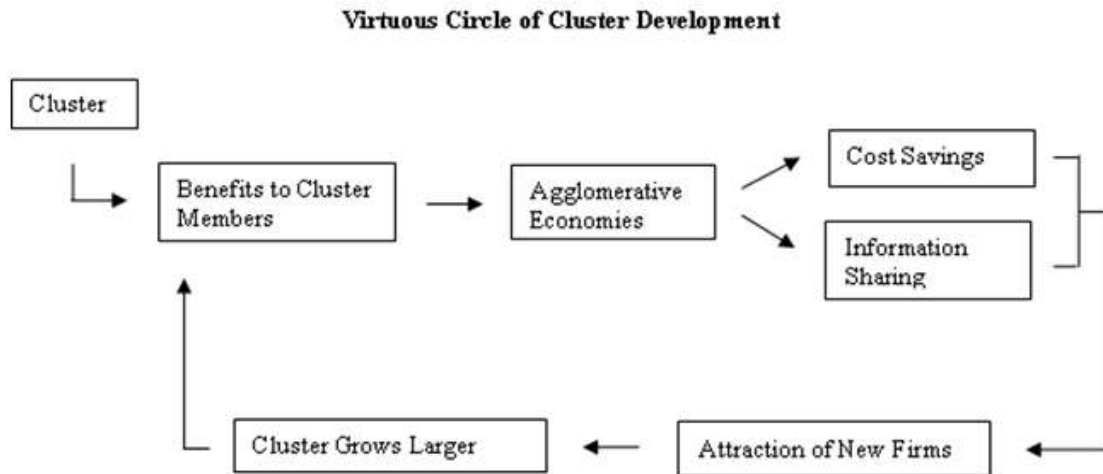 Virtuous Circle of Cluster Development
Cluster
Benefits to Cluster
Members
Agglomerative
Economies
Cost Savings
Information
Sharing
Cluster Grows Larger
Attraction of New Firms